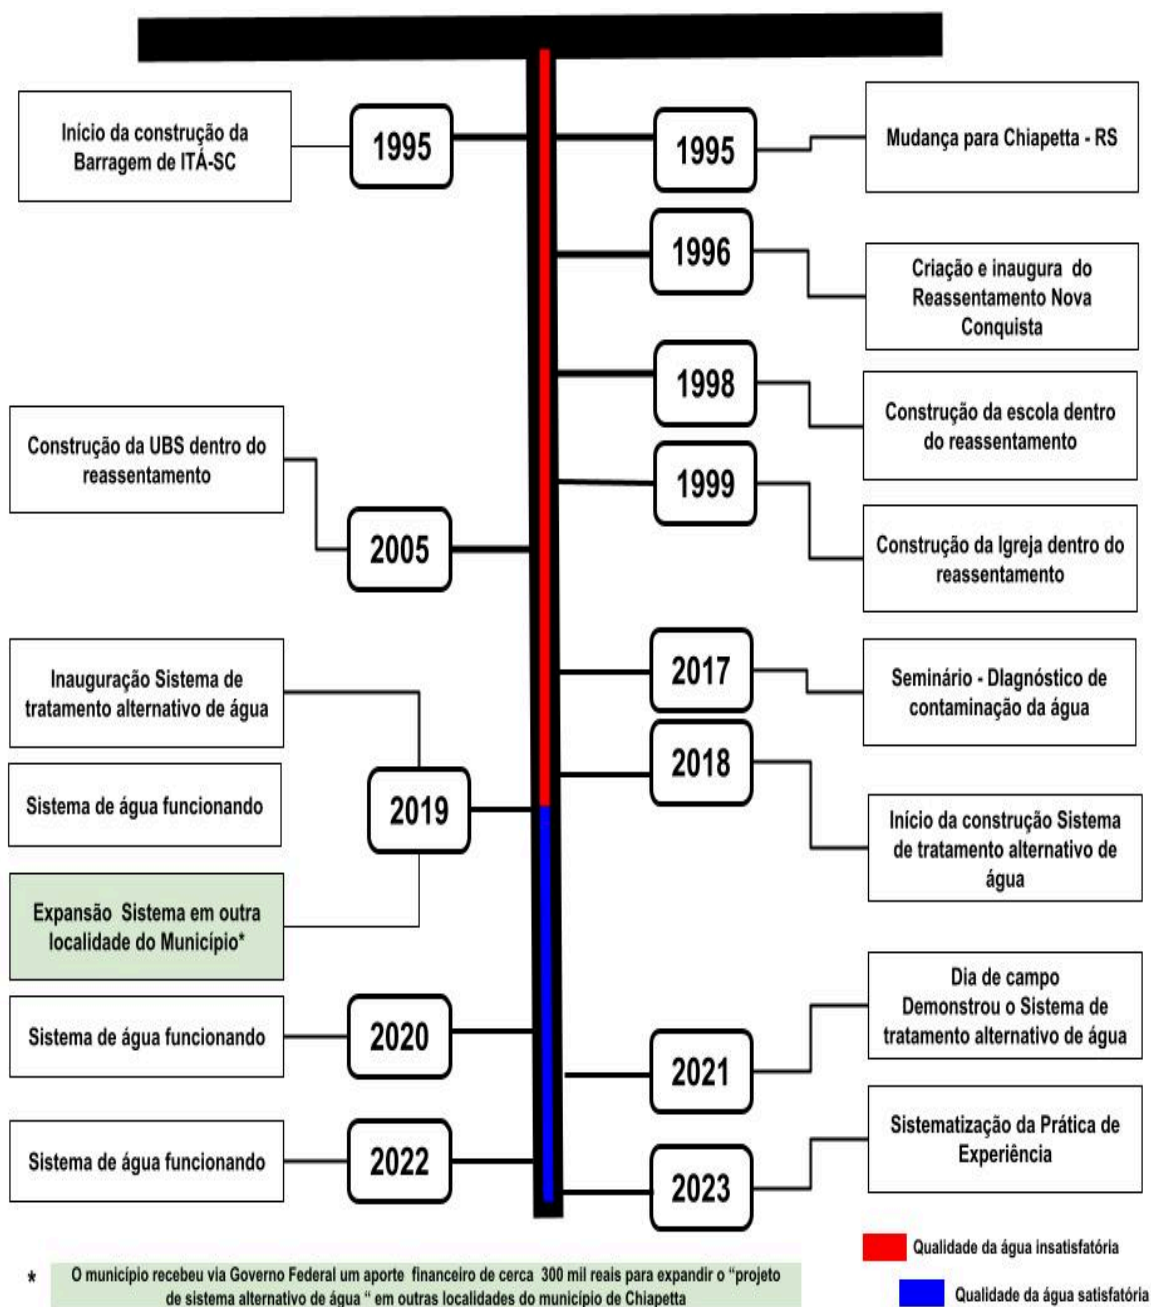 Início da construção da
Barragem de ITÁ-SC
1995
1995
Mudança para Chiapetta - RS
1996
Criação e inaugura do
Reassentamento Nova
Conquista
1998
Construção da escola dentro
do reassentamento
1999
Construção da Igreja dentro do
reassentamento
Construção da UBS dentro do
reassentamento
2005
2017
Seminário - DIagnóstico de
contaminação da água
2018
Início da construção Sistema
de tratamento alternativo de
água
Inauguração Sistema de
tratamento alternativo de água
Sistema de água funcionando
2019
Expansão Sistema em outra
localidade do Município*
Sistema de água funcionando
2020
Dia de campo
Demonstrou o Sistema de
tratamento alternativo de água
2021
Sistema de água funcionando
2022
Sistematização da Prática de
Experiência
2023
Qualidade da água insatisfatória
Qualidade da água satisfatória
* O município recebeu via Governo Federal um aporte financeiro de cerca 300 mil reais para expandir o “projeto
de sistema alternativo de água “ em outras localidades do município de Chiapetta